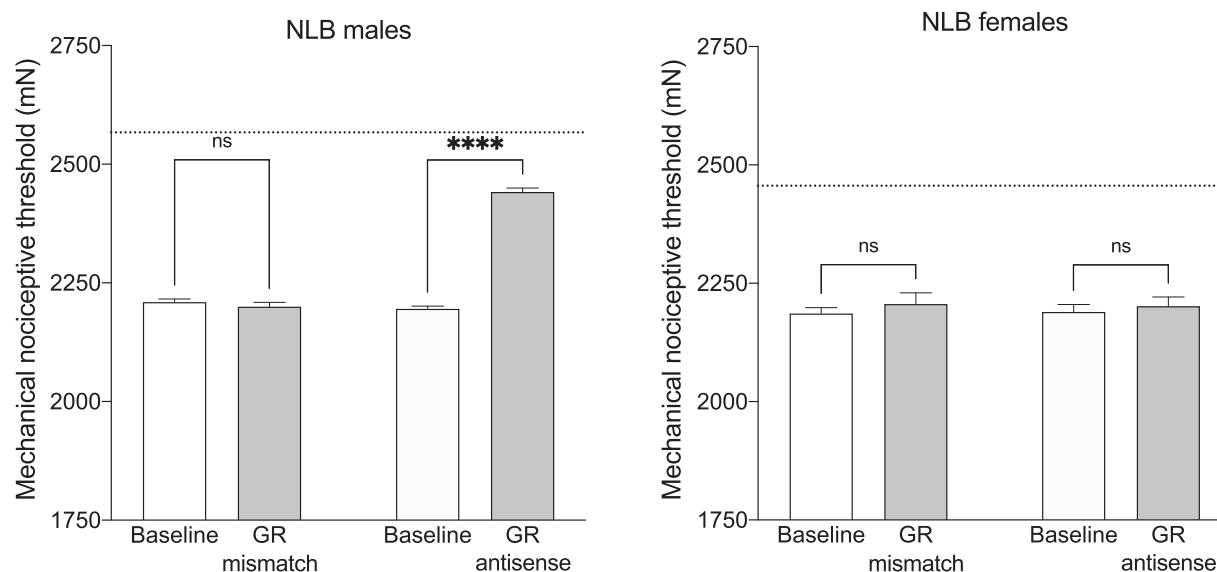 NLB males
Mechanical nociceptive threshold (mN)
2750
2500
2250
2000
1750
ns
****
Baseline
GR
mismatch
Baseline
GR
antisense
NLB females
Mechanical nociceptive threshold (mN)
2750
2500
2250
2000
1750
ns
ns
Baseline
GR
mismatch
Baseline
GR
antisense